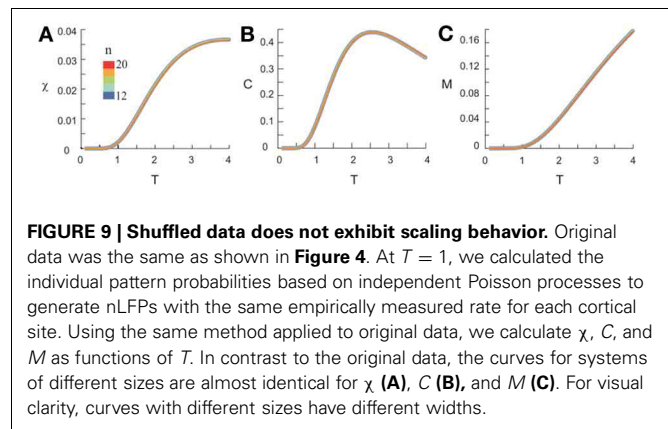 A
B
C
0.04
0.03
0.02
0.01
0
χ
n
20
12
0
1
2
3
4
T
0.4
0.3
0.2
0.1
0
C
0
1
2
3
4
T
0.16
0.12
0.08
0.04
0
M
0
1
2
3
4
T
FIGURE 9 | Shuffled data does not exhibit scaling behavior. Original
data was the same as shown in Figure 4. At T = 1, we calculated the
individual pattern probabilities based on independent Poisson processes to
generate nLFPs with the same empirically measured rate for each cortical
site. Using the same method applied to original data, we calculate χ, C, and
M as functions of T. In contrast to the original data, the curves for systems
of different sizes are almost identical for χ (A), C (B), and M (C). For visual
clarity, curves with different sizes have different widths.